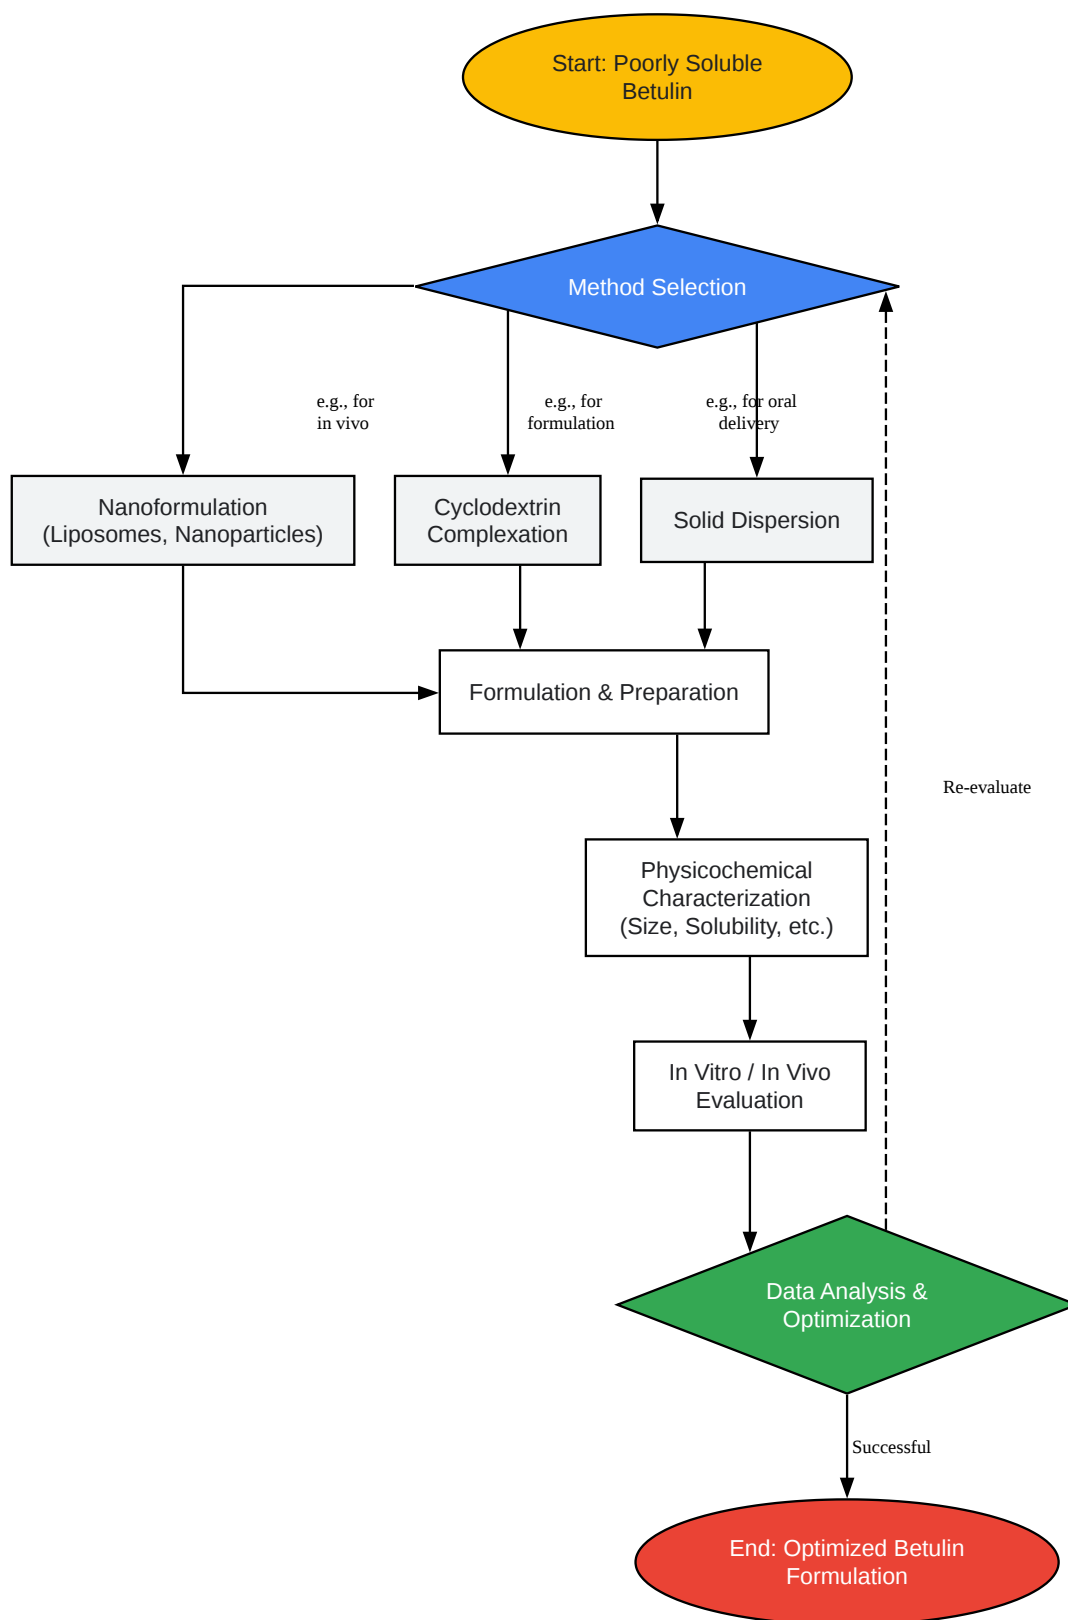 Start: Poorly Soluble
Betulin
Method Selection
e.g., for
in vivo
e.g., for
formulation
e.g., for oral
delivery
Nanoformulation
(Liposomes, Nanoparticles)
Cyclodextrin
Complexation
Solid Dispersion
Formulation & Preparation
Re-evaluate
Physicochemical
Characterization
(Size, Solubility, etc.)
In Vitro / In Vivo
Evaluation
Data Analysis &
Optimization
Successful
End: Optimized Betulin
Formulation